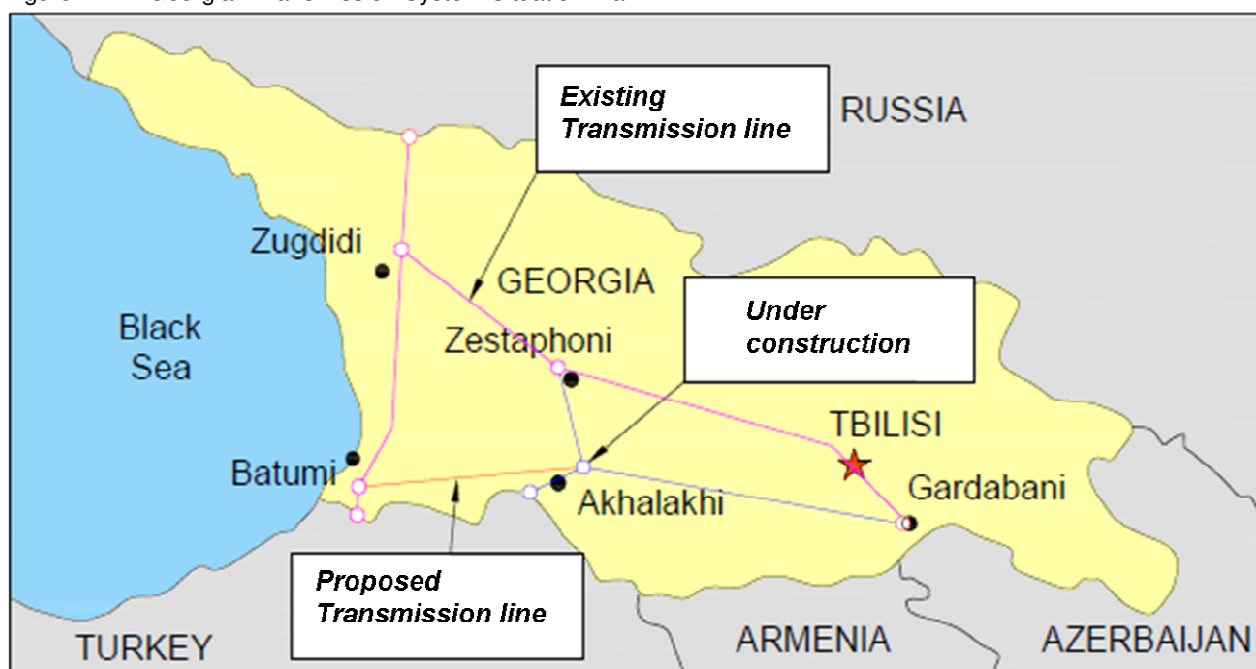 Existing
Transmission line
RUSSIA
Zugdidi
GEORGIA
Black
Sea
Under
construction
Zestaphoni
TBILISI
Batumi
Akhalakhi
Gardabani
Proposed
Transmission line
TURKEY
ARMENIA
AZERBAIJAN